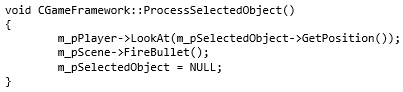 void CGameFramework::ProcessSelectedObject()
{
        m_pPlayer->LookAt(m_pSelectedObject->GetPosition());
        m_pScene->FireBullet();
        m_pSelectedObject = NULL;
}